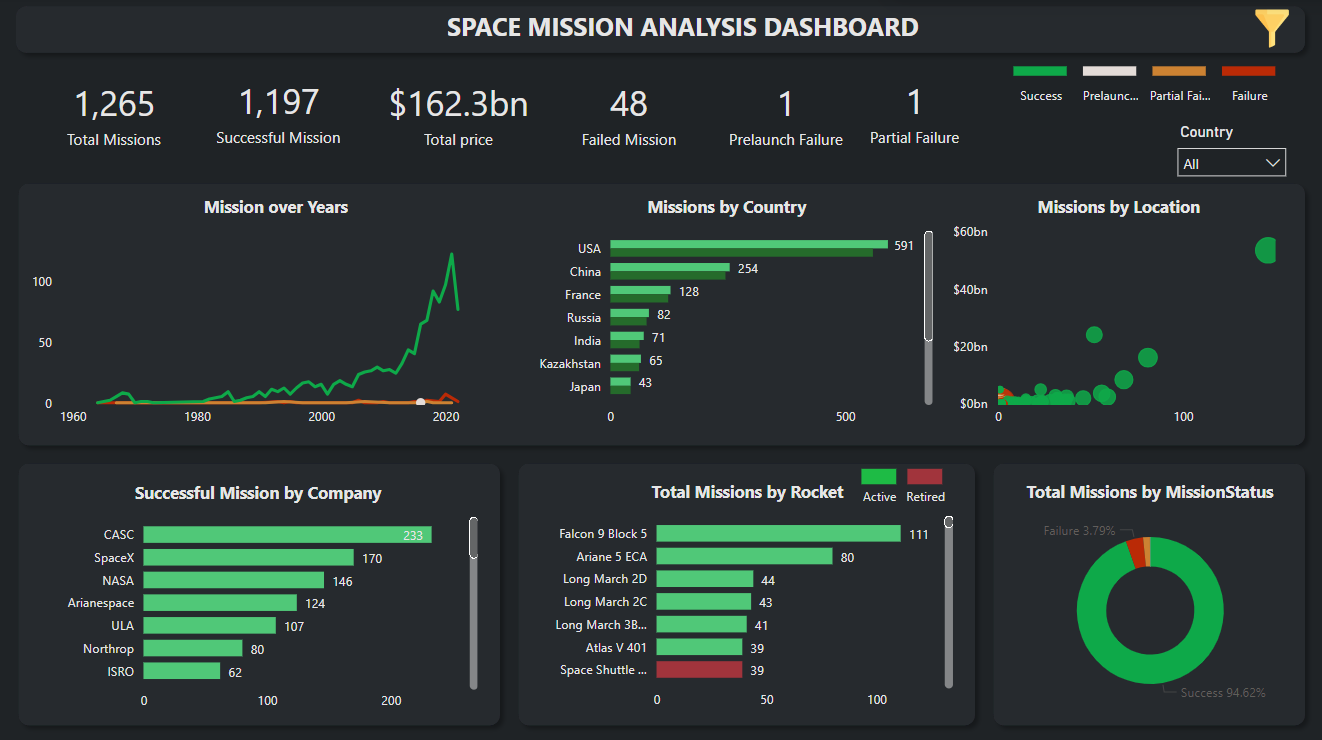 SPACE MISSION ANALYSIS DASHBOARD
1,265
Total Missions
1,197
Successful Mission
$162.3bn
Total price
48
Failed Mission
1
Prelaunch Failure
1
Partial Failure
Success
Prelaunc...
Partial Fai...
Failure
Country
All
Mission over Years
100
50
0
1960 1980 2000 2020
Missions by Country
USA 591
China 254
France 128
Russia 82
India 71
Kazakhstan 65
Japan 43
0 500
Missions by Location
$60bn
$40bn
$20bn
$0bn
0 100
Successful Mission by Company
CASC 233
SpaceX 170
NASA 146
Arianespace 124
ULA 107
Northrop 80
ISRO 62
0 100 200
Total Missions by Rocket
Active Retired
Falcon 9 Block 5 111
Ariane 5 ECA 80
Long March 2D 44
Long March 2C 43
Long March 3B... 41
Atlas V 401 39
Space Shuttle ... 39
0 50 100
Total Missions by MissionStatus
Failure 3.79%
Success 94.62%